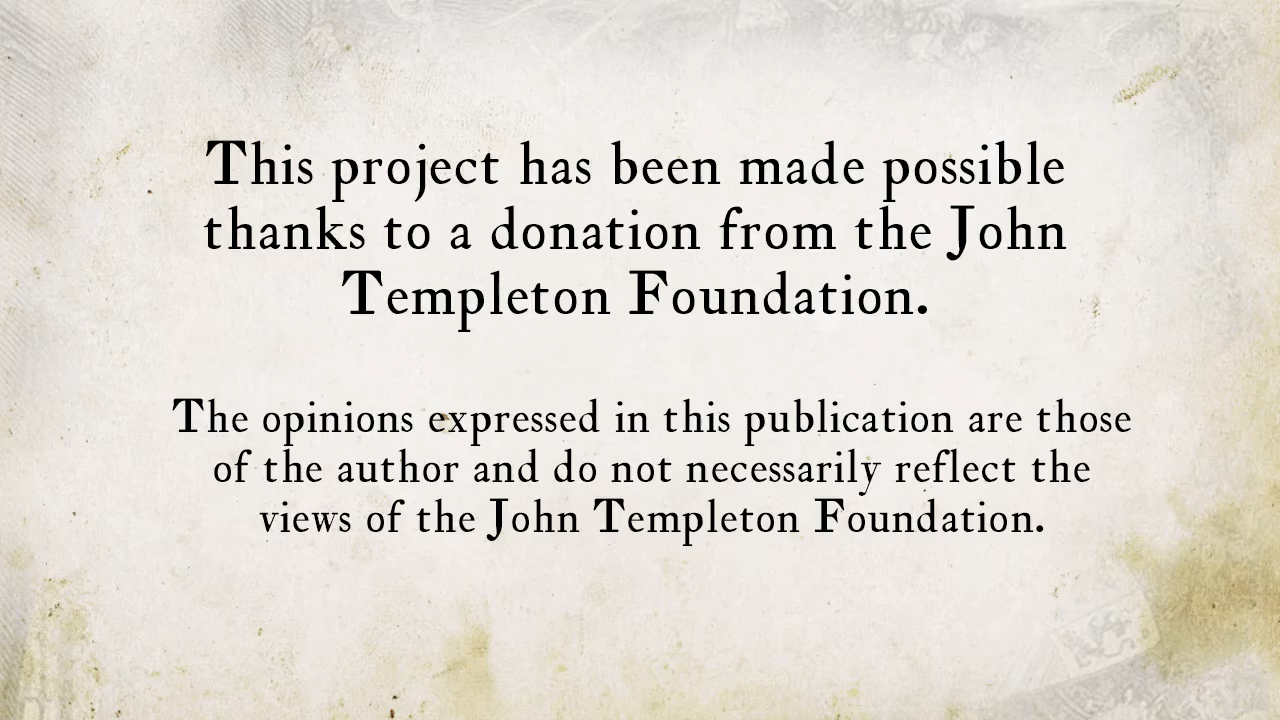 This project has been made possible
thanks to a donation from the John
Templeton Foundation.
The opinions expressed in this publication are those
of the author and do not necessarily reflect the
views of the John Templeton Foundation.